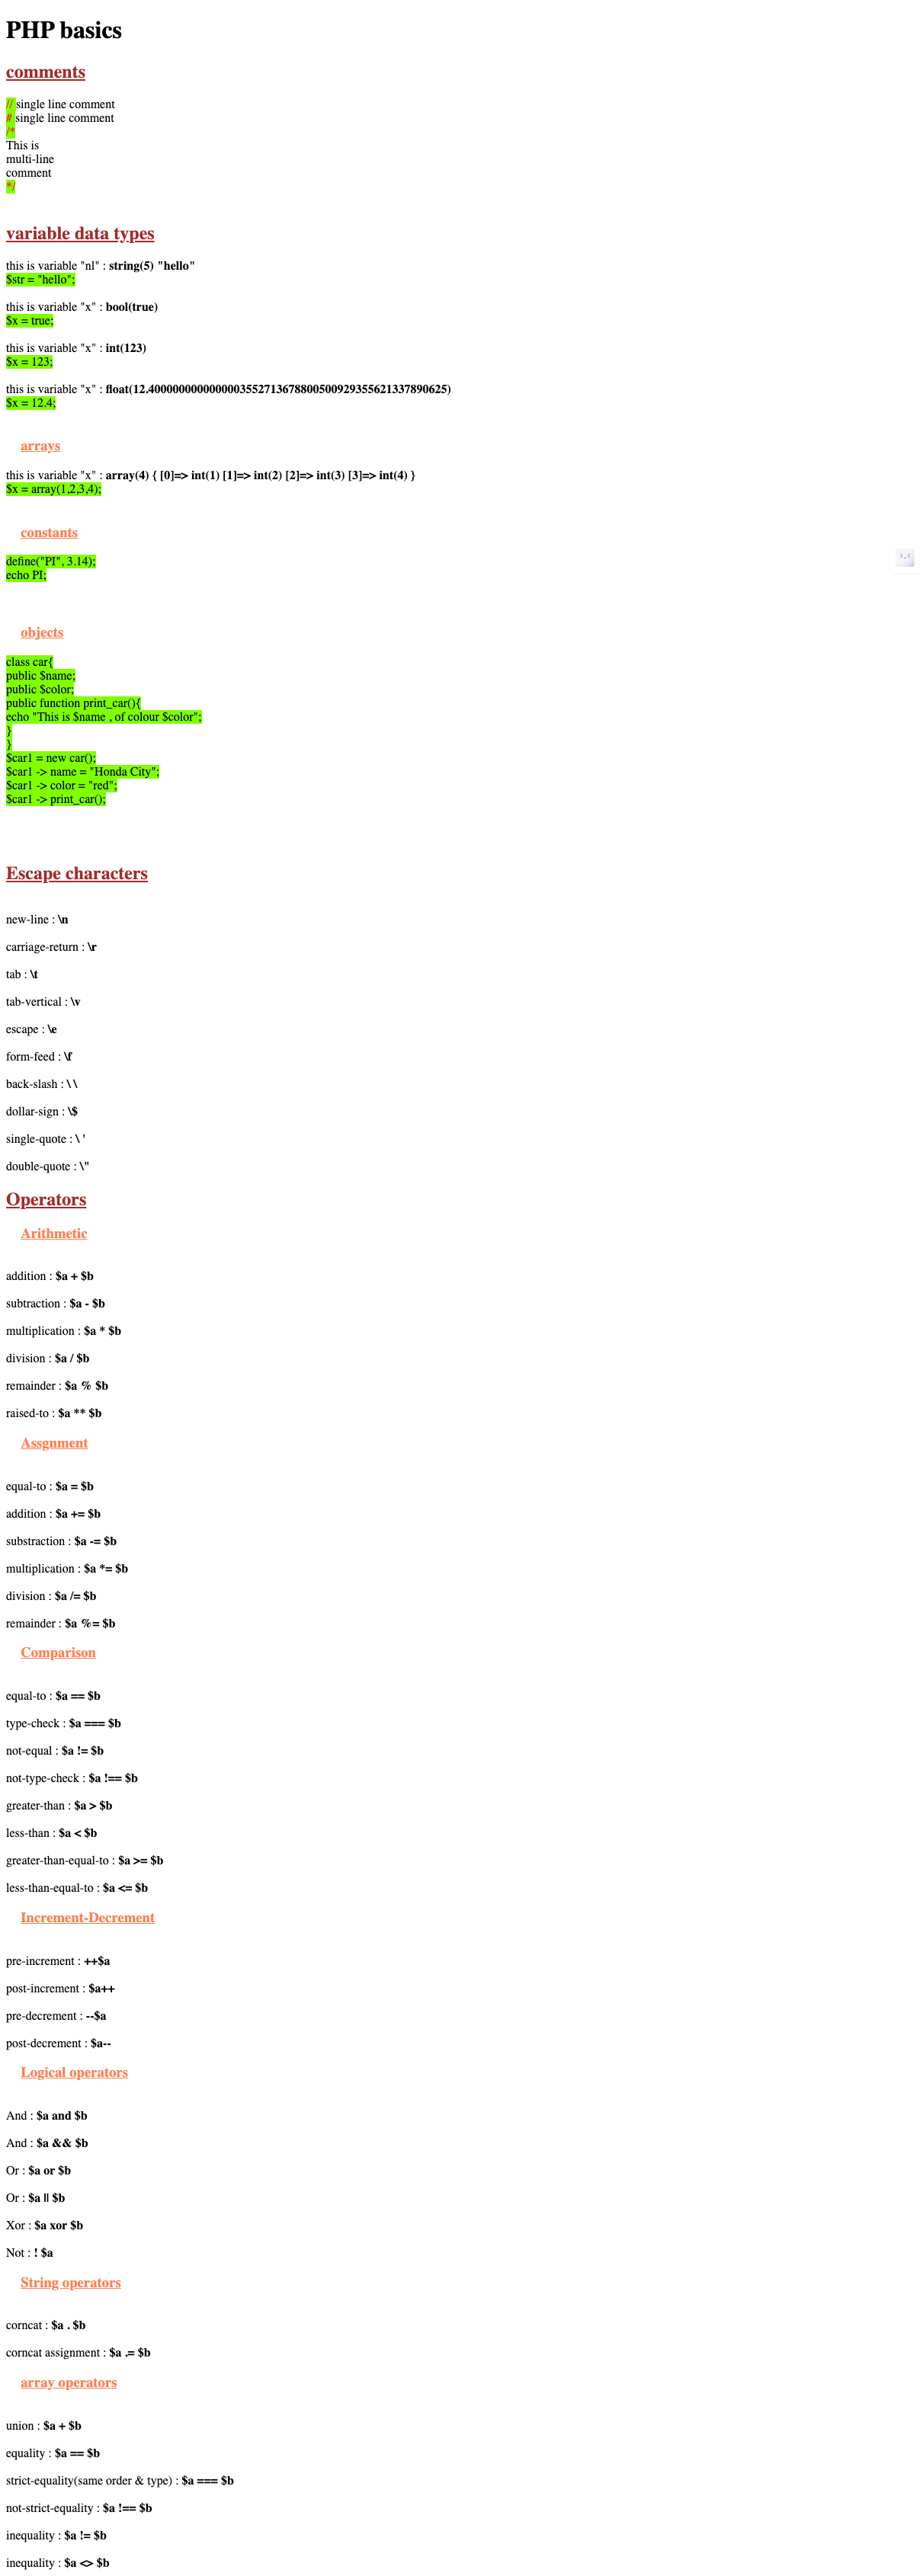 PHP basics
comments
// single line comment
# single line comment
/*
This is
multi-line
comment
*/
variable data types
this is variable "nl" : string(5) "hello"
$str = "hello";
this is variable "x" : bool(true)
$x = true;
this is variable "x" : int(123)
$x = 123;
this is variable "x" : float(12.4000000000000003552713678800500929355621337890625)
$x = 12.4;
arrays
this is variable "x" : array(4) { [0]=> int(1) [1]=> int(2) [2]=> int(3) [3]=> int(4) }
$x = array(1,2,3,4);
constants
define("PI", 3.14);
echo PI;
objects
class car{
public $name;
public $color;
public function print_car(){
echo "This is $name , of colour $color";
}
}
$car1 = new car();
$car1 -> name = "Honda City";
$car1 -> color = "red";
$car1 -> print_car();
Escape characters
new-line : \n
carriage-return : \r
tab : \t
tab-vertical : \v
escape : \e
form-feed : \f
back-slash : \ \
dollar-sign : \$
single-quote : \ '
double-quote : \"
Operators
Arithmetic
addition : $a + $b
subtraction : $a - $b
multiplication : $a * $b
division : $a / $b
remainder : $a % $b
raised-to : $a ** $b
Assgnment
equal-to : $a = $b
addition : $a += $b
substraction : $a -= $b
multiplication : $a *= $b
division : $a /= $b
remainder : $a %= $b
Comparison
equal-to : $a == $b
type-check : $a === $b
not-equal : $a != $b
not-type-check : $a !== $b
greater-than : $a > $b
less-than : $a < $b
greater-than-equal-to : $a >= $b
less-than-equal-to : $a <= $b
Increment-Decrement
pre-increment : ++$a
post-increment : $a++
pre-decrement : --$a
post-decrement : $a--
Logical operators
And : $a and $b
And : $a && $b
Or : $a or $b
Or : $a || $b
Xor : $a xor $b
Not : ! $a
String operators
corncat : $a . $b
corncat assignment : $a .= $b
array operators
union : $a + $b
equality : $a == $b
strict-equality(same order & type) : $a === $b
not-strict-equality : $a !== $b
inequality : $a != $b
inequality : $a <> $b